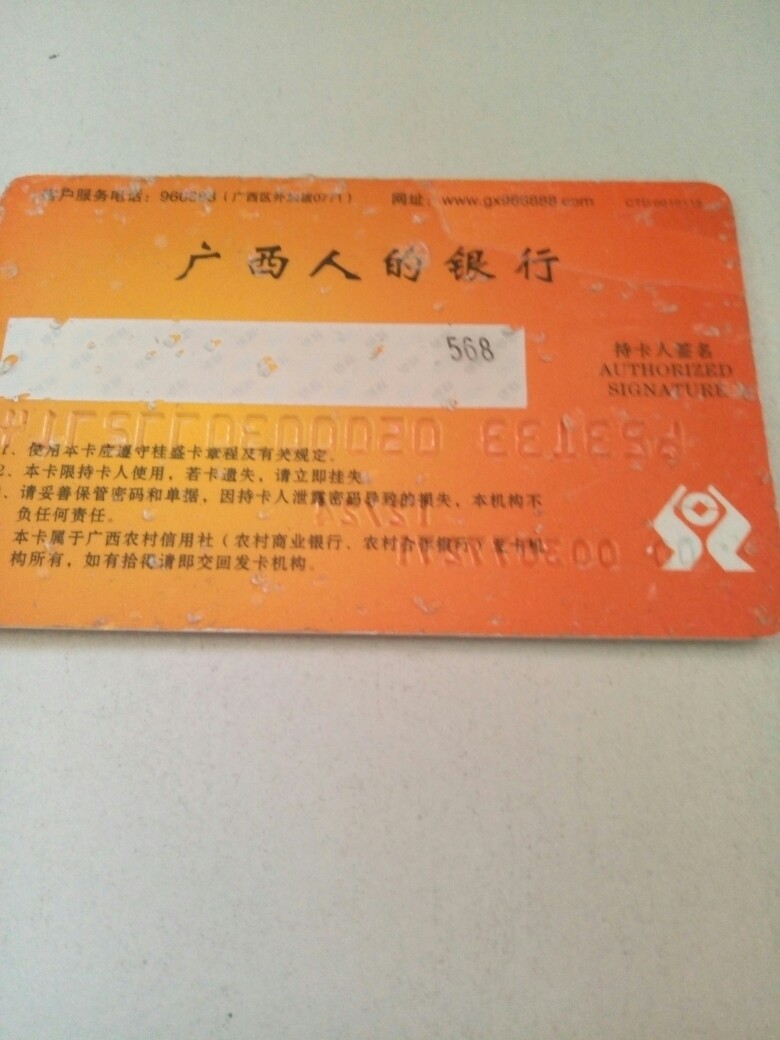 客户服务电话：966888（广西区外加拨0771） 网址：www.gx966888.com
广西人的银行
568
持卡人签名
AUTHORIZED
SIGNATURE
1、使用本卡应遵守桂盛卡章程及有关规定。
2、本卡限持卡人使用，若卡遗失，请立即挂失
、请妥善保管密码和单据，因持卡人泄露密码导致的损失，本机构不
负任何责任。
本卡属于广西农村信用社（农村商业银行、农村合作银行）发卡机
构所有，如有拾得请即交回发卡机构。